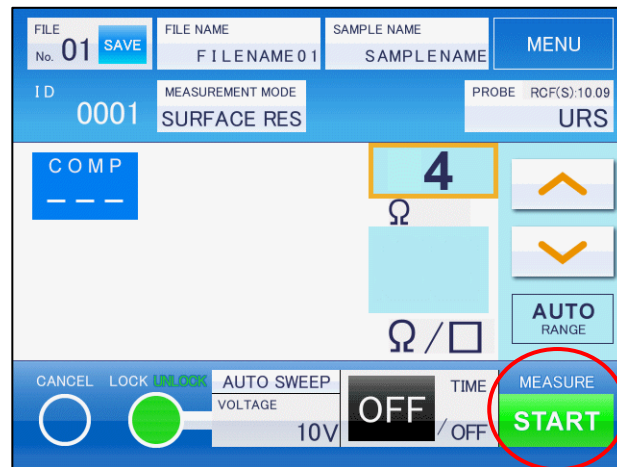 FILE
No. 01 SAVE
FILE NAME
FILENAME01
SAMPLE NAME
SAMPLENAME
MENU
ID
0001
MEASUREMENT MODE
SURFACE RES
PROBE RCF(S):10.09
URS
COMP
---
4
Ω
Ω/□
AUTO
RANGE
CANCEL LOCK UNLOCK
AUTO SWEEP
VOLTAGE
10V
OFF
TIME
/OFF
MEASURE
START